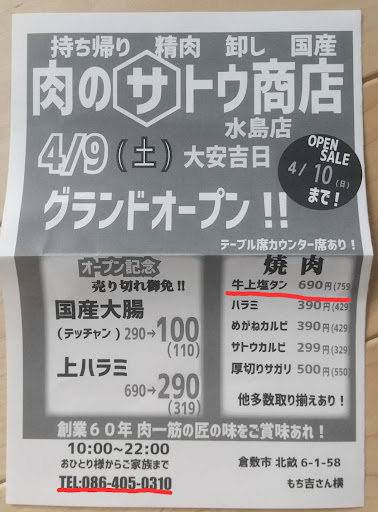 持ち帰り 精肉 卸し 国産
肉のサトウ商店
水島店
4/9(土) 大安吉日
OPEN
SALE
4/10(日)
まで!
グランドオープン!!
テーブル席カウンター席あり!
オープン記念
売り切れ御免!!
国産大腸
(テッチャン) 290→100
(110)
上ハラミ
690→290
(319)
焼肉
牛上塩タン 690円(759
ハラミ 390円(429)
めがねカルビ 390円(429)
サトウカルビ 299円(329)
厚切りサガリ 500円(550)
他多数取り揃えあり!
創業60年 肉一筋の匠の味をご賞味あれ!
10:00~22:00
おひとり様からご家族まで
TEL:086-405-0310
倉敷市 北畝 6-1-58
もち吉さん横